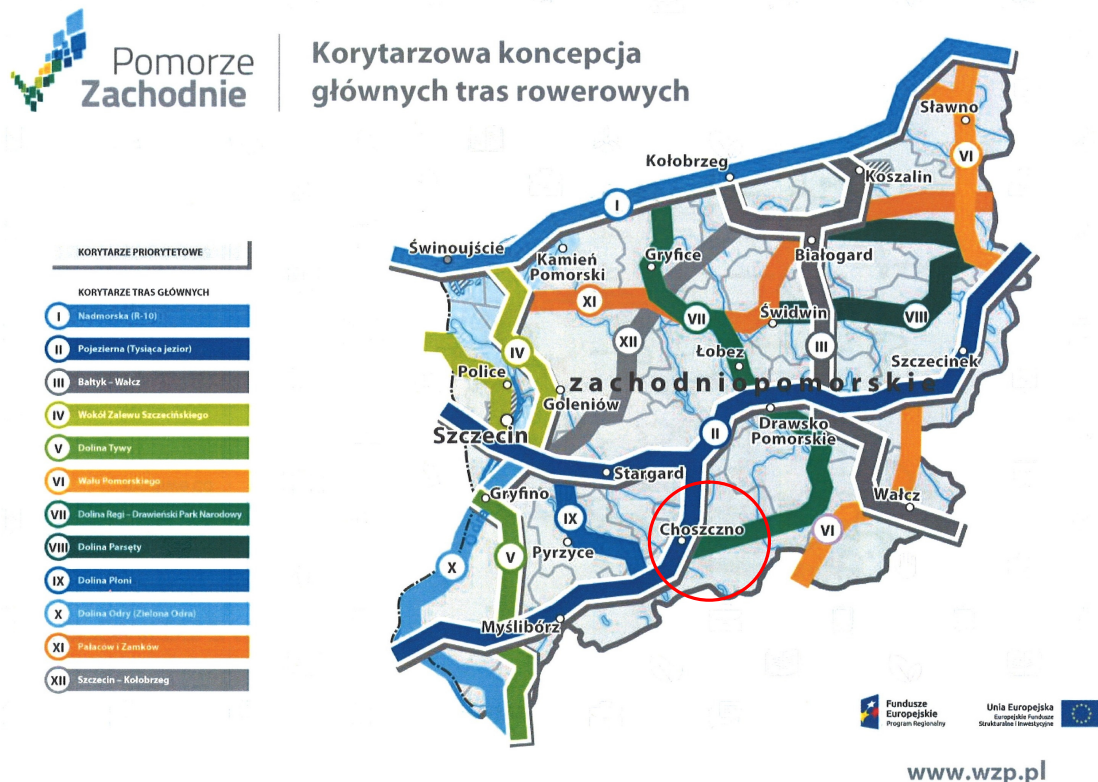 Pomorze
Zachodnie
Korytarzowa koncepcja
głównych tras rowerowych
KORYTARZE PRIORYTETOWE
KORYTARZE TRAS GŁÓWNYCH
I Nadmorska (R-10)
II Pojezierna (Tysiąca jezior)
III Bałtyk – Wałcz
IV Wokół Zalewu Szczecińskiego
V Dolina Tywy
VI Wału Pomorskiego
VII Dolina Regi – Drawieński Park Narodowy
VIII Dolina Parsęty
IX Dolina Płoni
X Dolina Odry (Zielona Odra)
XI Pałaców i Zamków
XII Szczecin – Kołobrzeg
Sławno
VI
Kołobrzeg
Koszalin
I
Świnoujście
Kamień
Pomorski
Gryfice
Białogard
XI
VII
Świdwin
VIII
XII
III
IV
Łobez
Szczecinek
Police
zachodniopomorskie
Goleniów
Szczecin
II
Drawsko
Pomorskie
Stargard
Gryfino
Wałcz
IX
Choszczno
VI
Pyrzyce
V
X
Myślibórz
Fundusze
Europejskie
Program Regionalny
Unia Europejska
Europejskie Fundusze
Strukturalne i Inwestycyjne
www.wzp.pl